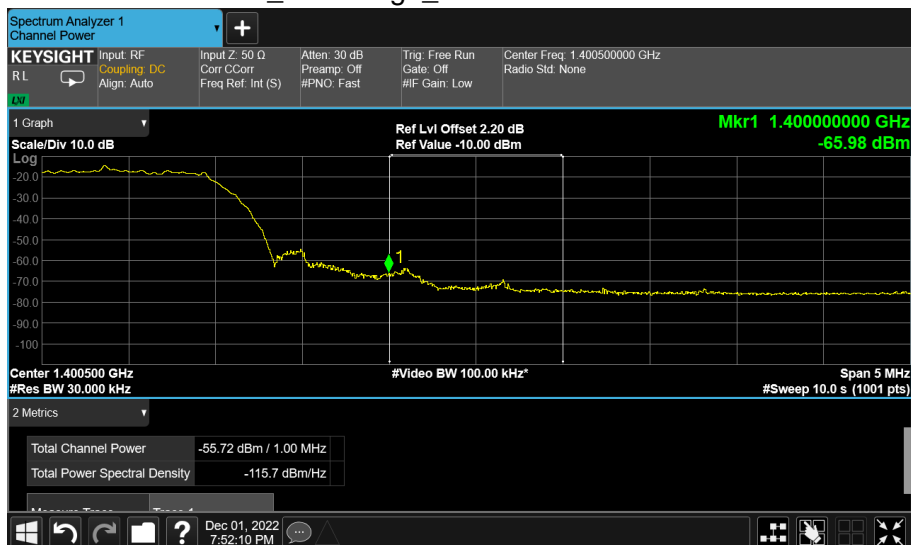 Spectrum Analyzer 1
Channel Power
+
KEYSIGHT
RL
LXI
Input: RF
Coupling: DC
Align: Auto
Input Z: 50 Ω
Corr CCorr
Freq Ref: Int (S)
Atten: 30 dB
Preamp: Off
#PNO: Fast
Trig: Free Run
Gate: Off
#IF Gain: Low
Center Freq: 1.400500000 GHz
Radio Std: None
1 Graph
Scale/Div 10.0 dB
Ref Lvl Offset 2.20 dB
Ref Value -10.00 dBm
Mkr1 1.400000000 GHz
-65.98 dBm
Log
-20.0
-30.0
-40.0
-50.0
-60.0
-70.0
-80.0
-90.0
-100
1
Center 1.400500 GHz
#Res BW 30.000 kHz
#Video BW 100.00 kHz*
Span 5 MHz
#Sweep 10.0 s (1001 pts)
2 Metrics
Total Channel Power -55.72 dBm / 1.00 MHz
Total Power Spectral Density -115.7 dBm/Hz
?
Dec 01, 2022
7:52:10 PM